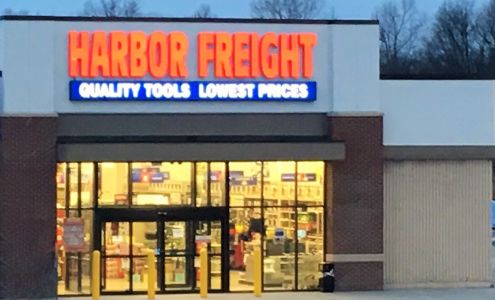 HARBOR FREIGHT
QUALITY TOOLS LOWEST PRICES